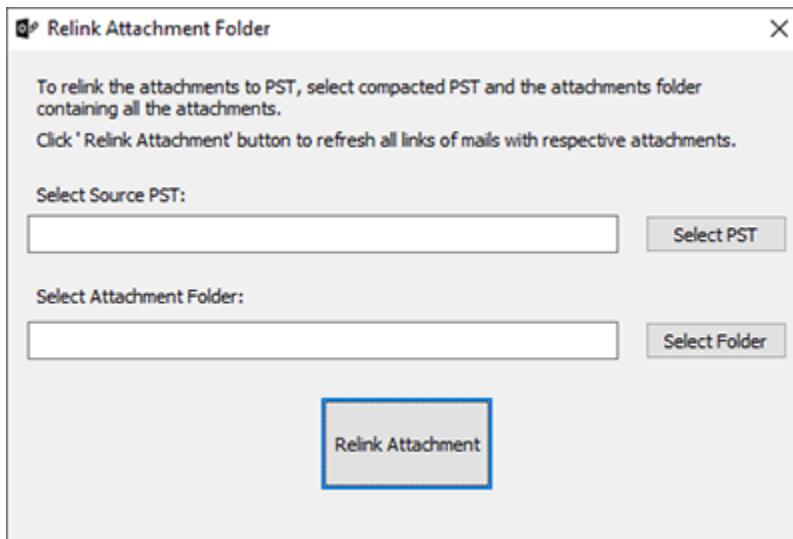 Relink Attachment Folder
To relink the attachments to PST, select compacted PST and the attachments folder
containing all the attachments.
Click ' Relink Attachment' button to refresh all links of mails with respective attachments.
Select Source PST:
Select PST
Select Attachment Folder:
Select Folder
Relink Attachment